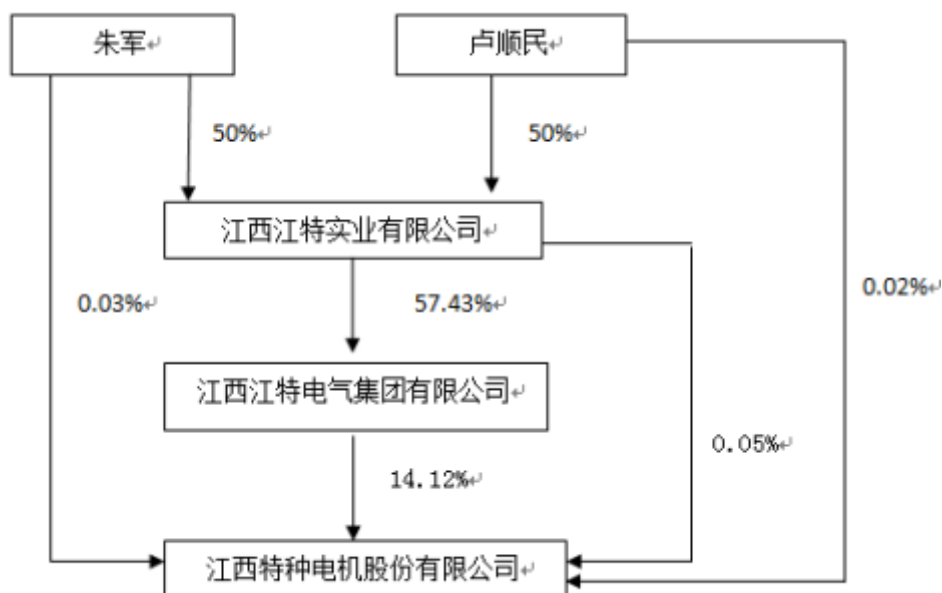 朱军↵
卢顺民↵
50%↵
50%↵
江西江特实业有限公司↵
0.03%↵
57.43%↵
0.02%↵
江西江特电气集团有限公司↵
0.05%↵
14.12%↵
江西特种电机股份有限公司↵